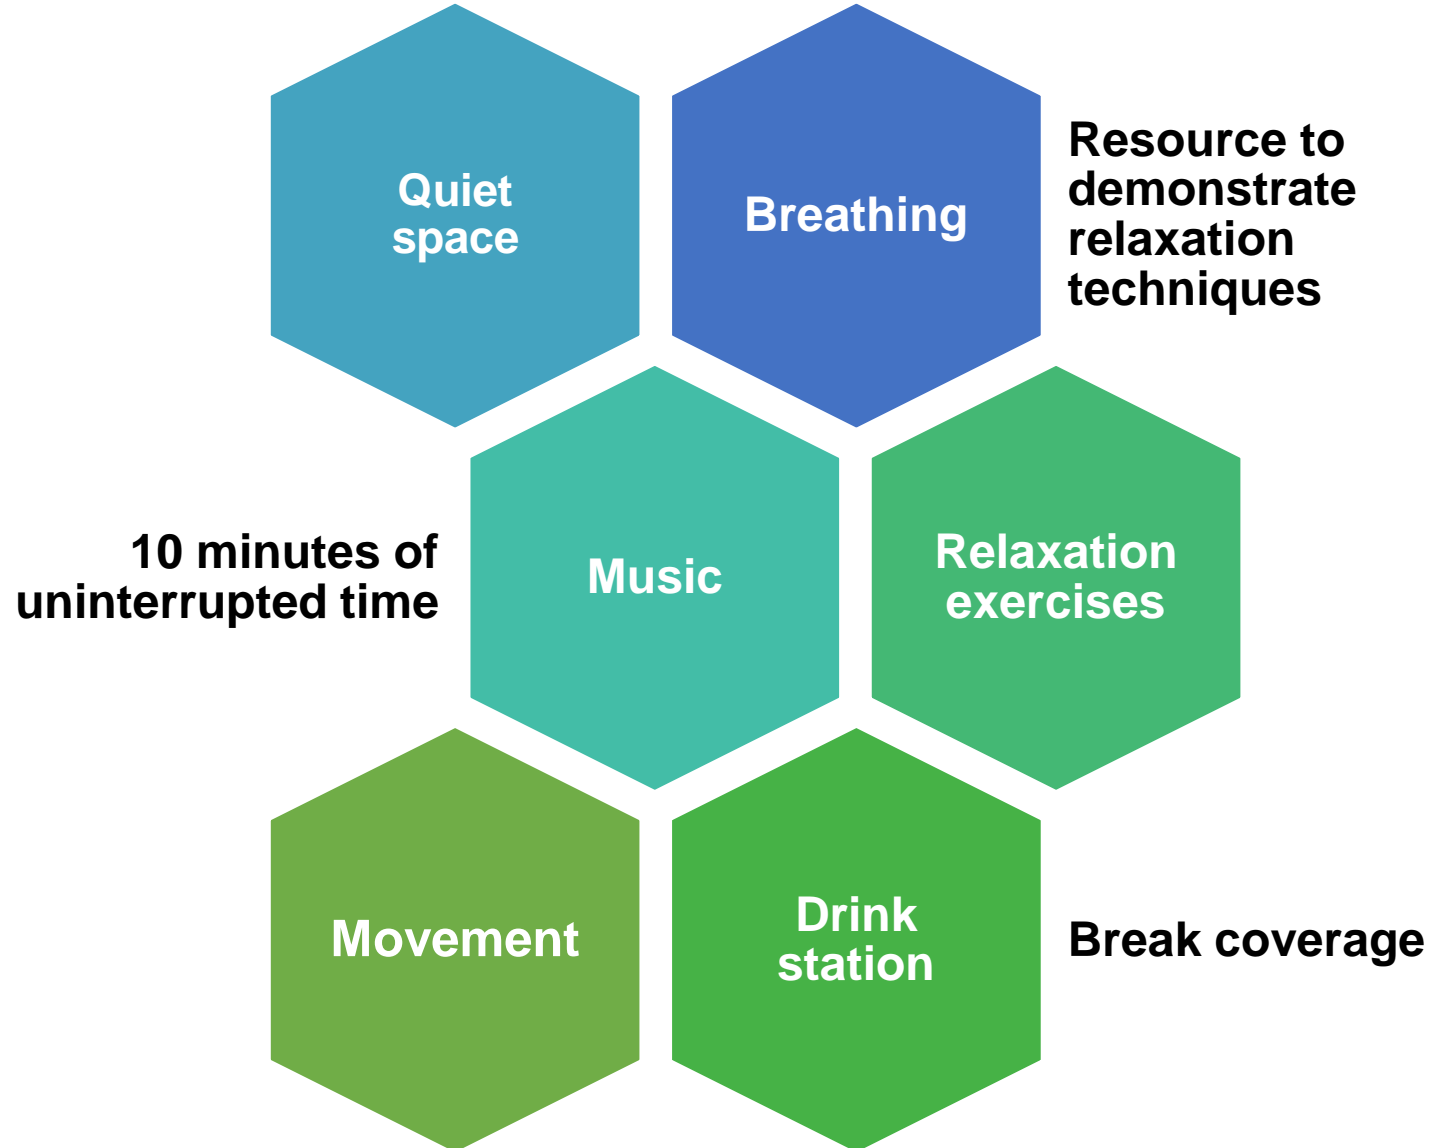 Quiet
space
Breathing
Resource to
demonstrate
relaxation
techniques
10 minutes of
uninterrupted time
Music
Relaxation
exercises
Movement
Drink
station
Break coverage